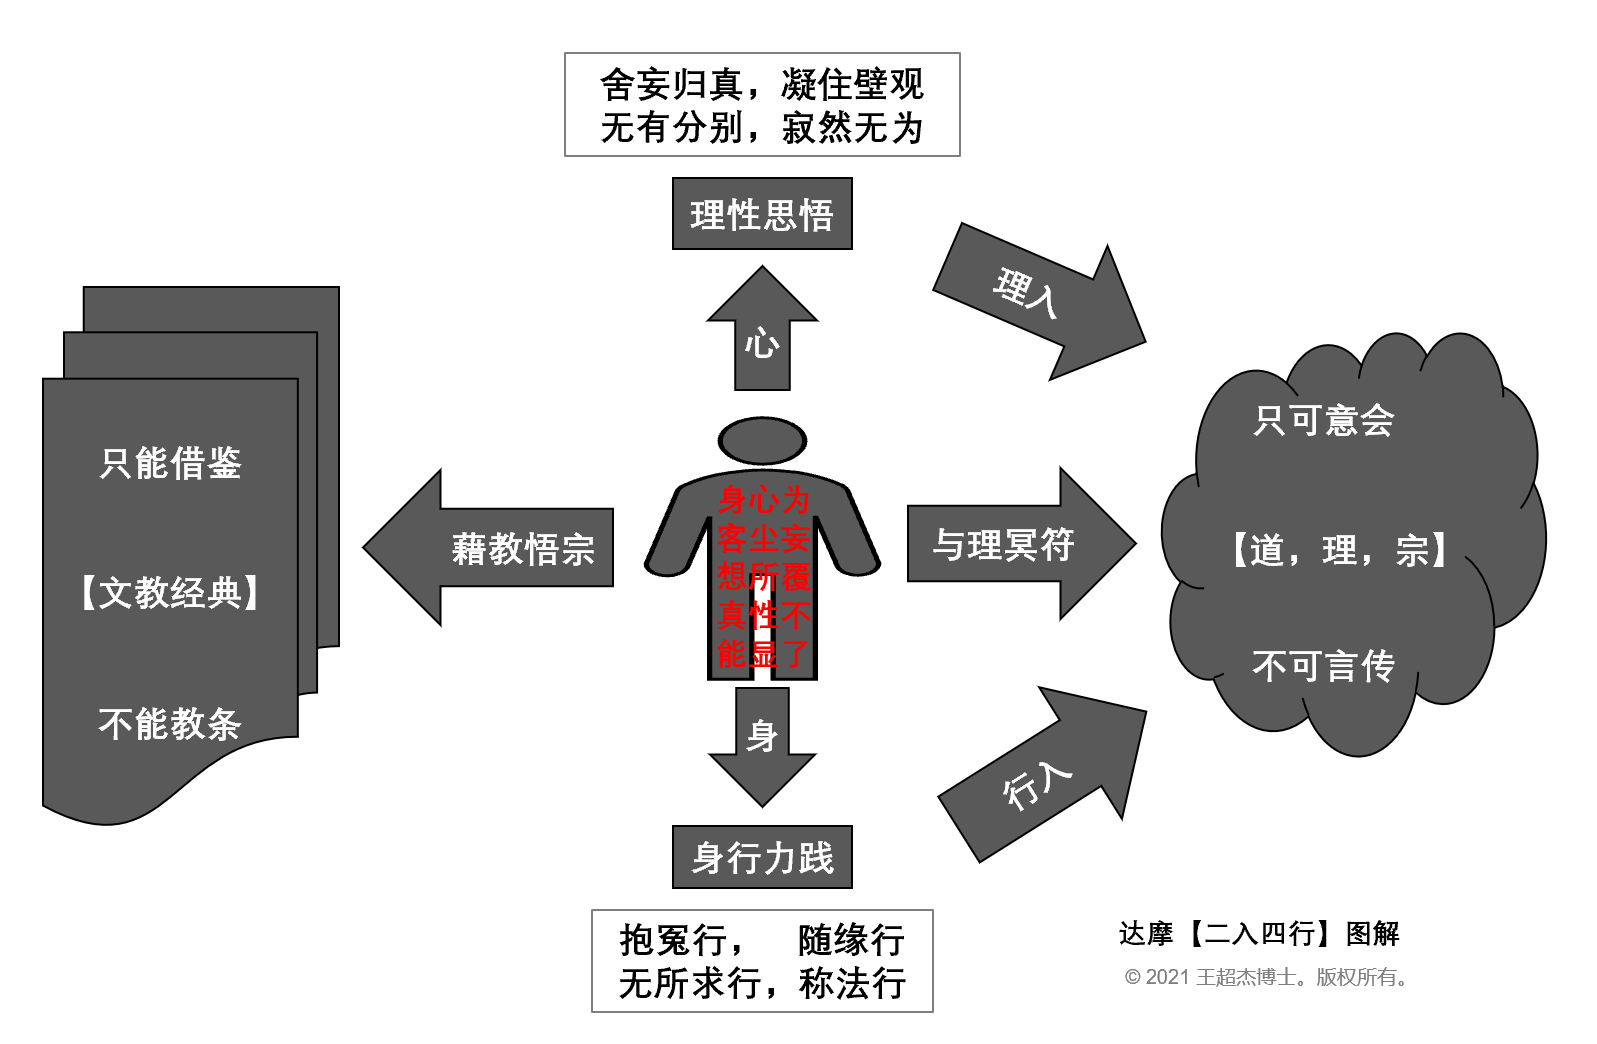 舍妄归真，凝住壁观
无有分别，寂然无为
理性思悟
理入
心
只能借鉴
【文教经典】
不能教条
藉教悟宗
身心为
客尘妄
想所覆
真性不
能显了
与理冥符
只可意会
【道，理，宗】
不可言传
身
行入
身行力践
抱冤行， 随缘行
无所求行，称法行
达摩【二入四行】图解
© 2021 王超杰博士。版权所有。